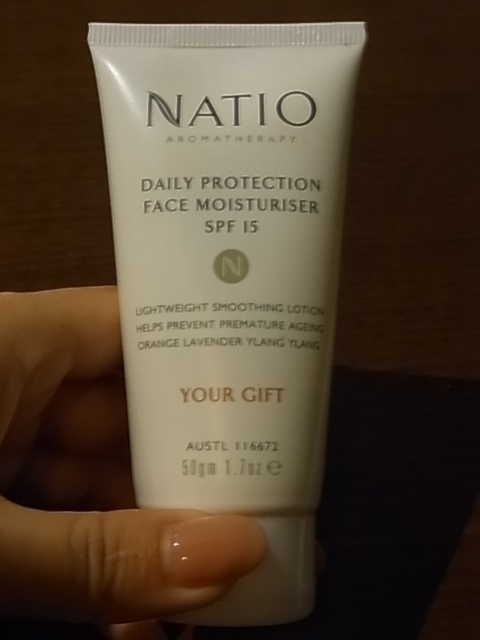 NATIO
AROMATHERAPY
DAILY PROTECTION
FACE MOISTURISER
SPF 15
N
LIGHTWEIGHT SMOOTHING LOTION
HELPS PREVENT PREMATURE AGEING
ORANGE LAVENDER YLANG YLANG
YOUR GIFT
AUSTL 116672
50gm 1.7oz ℮